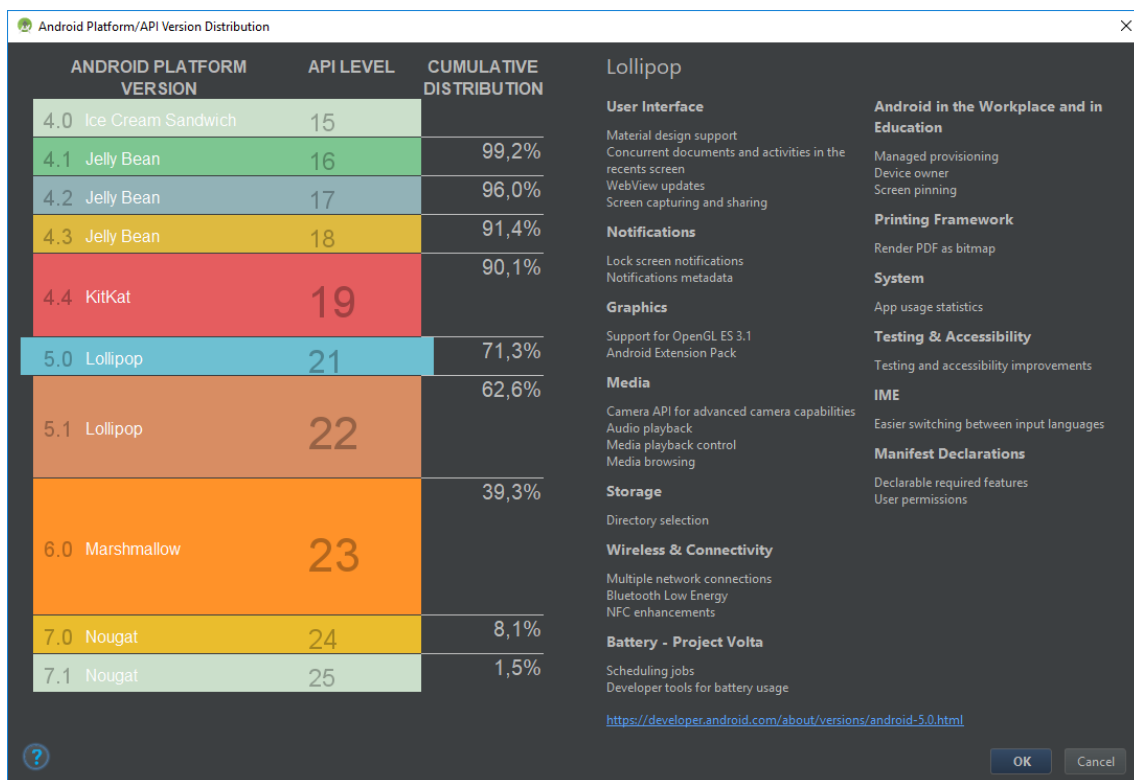 Android Platform/API Version Distribution
ANDROID PLATFORM VERSION API LEVEL CUMULATIVE DISTRIBUTION
4.0 Ice Cream Sandwich 15
4.1 Jelly Bean 16 99,2%
4.2 Jelly Bean 17 96,0%
4.3 Jelly Bean 18 91,4%
4.4 KitKat 19 90,1%
5.0 Lollipop 21 71,3%
5.1 Lollipop 22 62,6%
6.0 Marshmallow 23 39,3%
7.0 Nougat 24 8,1%
7.1 Nougat 25 1,5%
Lollipop
User Interface
Material design support
Concurrent documents and activities in the
recents screen
WebView updates
Screen capturing and sharing
Notifications
Lock screen notifications
Notifications metadata
Graphics
Support for OpenGL ES 3.1
Android Extension Pack
Media
Camera API for advanced camera capabilities
Audio playback
Media playback control
Media browsing
Storage
Directory selection
Wireless & Connectivity
Multiple network connections
Bluetooth Low Energy
NFC enhancements
Battery - Project Volta
Scheduling jobs
Developer tools for battery usage
https://developer.android.com/about/versions/android-5.0.html
Android in the Workplace and in
Education
Managed provisioning
Device owner
Screen pinning
Printing Framework
Render PDF as bitmap
System
App usage statistics
Testing & Accessibility
Testing and accessibility improvements
IME
Easier switching between input languages
Manifest Declarations
Declarable required features
User permissions
?
OK
Cancel